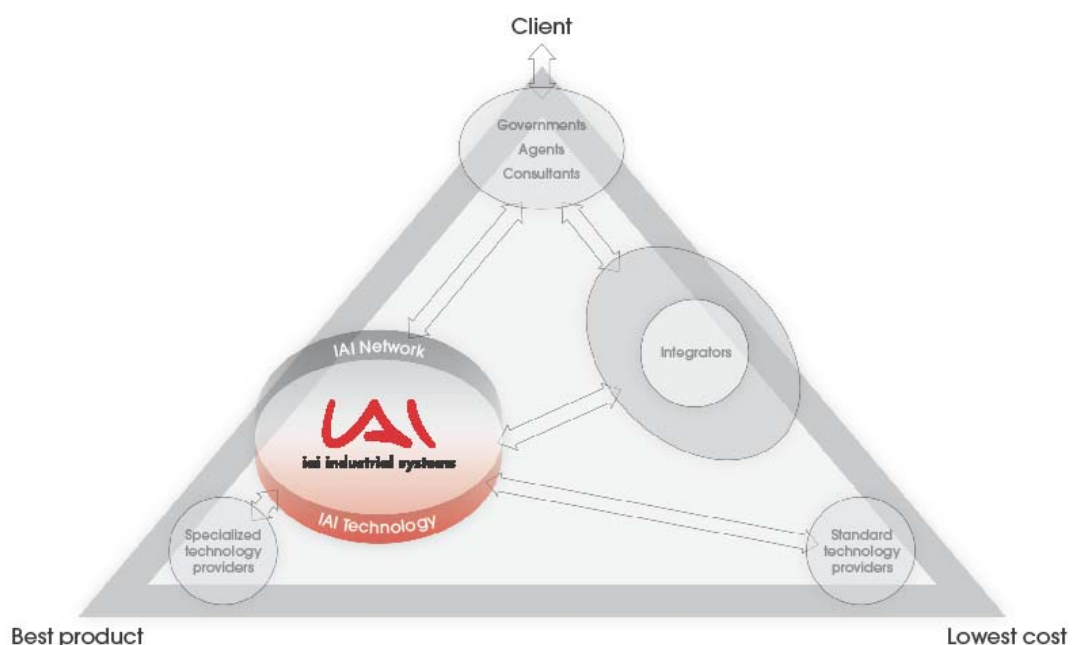 Client
Governments
Agents
Consultants
IAI Network
Integrators
IAI
iai industrial systems
IAI Technology
Specialized
technology
providers
Standard
technology
providers
Best product
Lowest cost